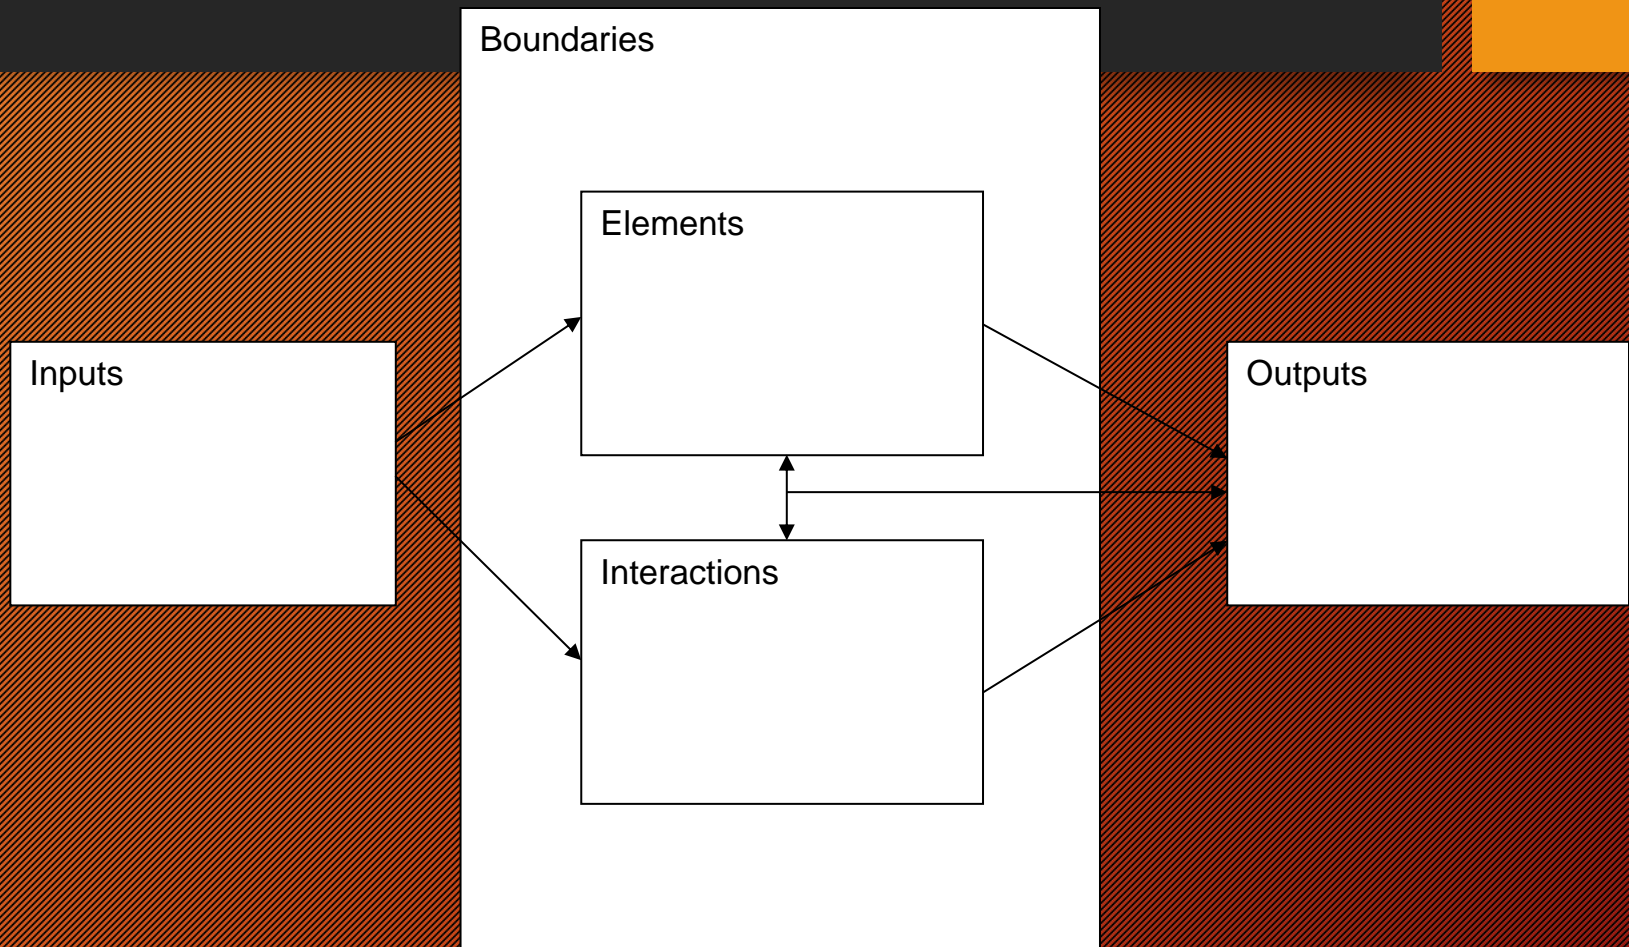 Boundaries
Elements
Inputs
Outputs
Interactions